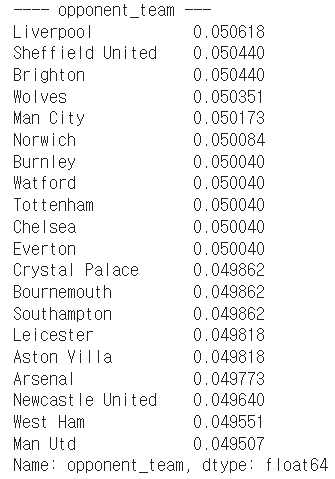 ---- opponent_team ---
Liverpool 0.050618
Sheffield United 0.050440
Brighton 0.050440
Wolves 0.050351
Man City 0.050173
Norwich 0.050084
Burnley 0.050040
Watford 0.050040
Tottenham 0.050040
Chelsea 0.050040
Everton 0.050040
Crystal Palace 0.049862
Bournemouth 0.049862
Southampton 0.049862
Leicester 0.049818
Aston Villa 0.049818
Arsenal 0.049773
Newcastle United 0.049640
West Ham 0.049551
Man Utd 0.049507
Name: opponent_team, dtype: float64